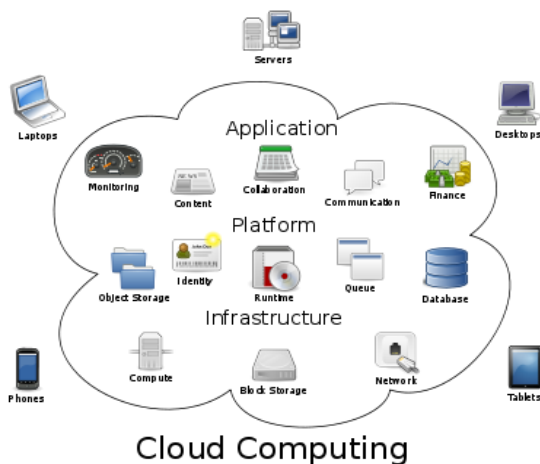 Servers
Laptops
Desktops
Application
Monitoring
Content
NEWS
Collaboration
Communication
Finance
Platform
Object Storage
Identity
Runtime
Queue
Database
Infrastructure
Compute
Block Storage
Network
Phones
Tablets
Cloud Computing